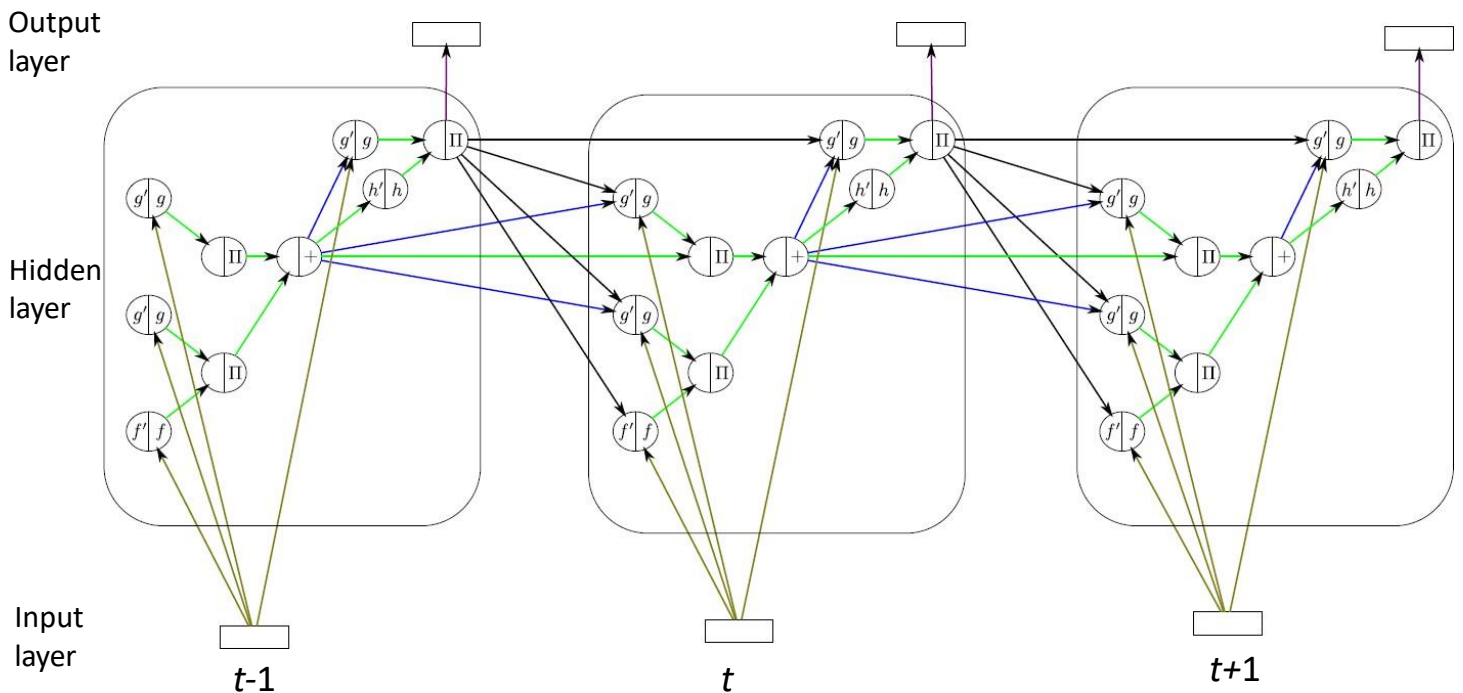 Output
layer
g′ g Π g′ g Π g′ g Π
h′ h h′ h h′ h
g′ g g′ g g′ g
Π + Π + Π +
Hidden
layer
g′ g g′ g g′ g
Π Π Π
f′ f f′ f f′ f
Input
layer
t-1 t t+1